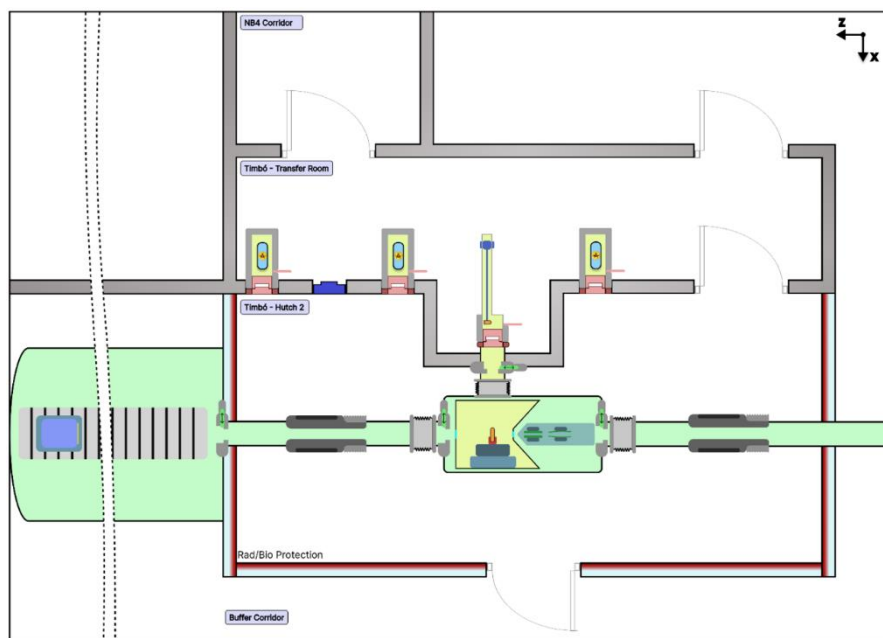 NB4 Corridor
Z
X
Timbó - Transfer Room
Timbó - Hutch 2
Rad/Bio Protection
Buffer Corridor